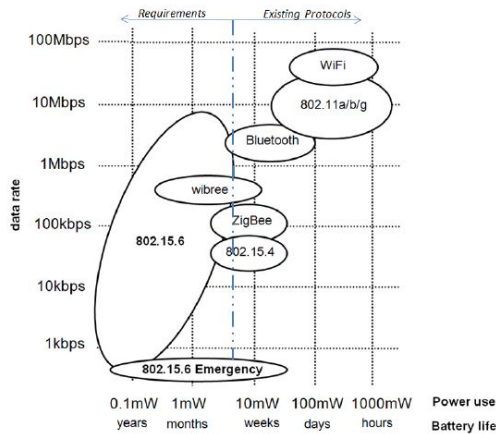 Requirements Existing Protocols
100Mbps
WiFi
10Mbps
802.11a/b/g
Bluetooth
1Mbps
wibree
data rate
ZigBee
100kbps
802.15.6
802.15.4
10kbps
1kbps
802.15.6 Emergency
0.1mW 1mW 10mW 100mW 1000mW Power use
years months weeks days hours Battery life